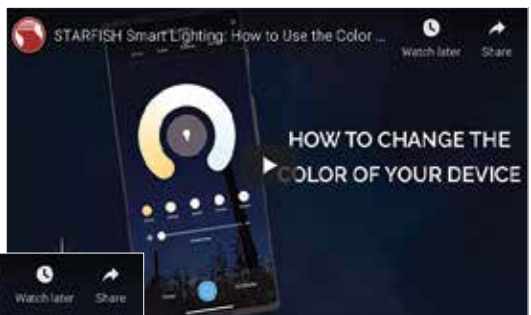 STARFISH Smart Lighting: How to Use the Color ...
Watch later
Share
HOW TO CHANGE THE
COLOR OF YOUR DEVICE
Watch later
Share